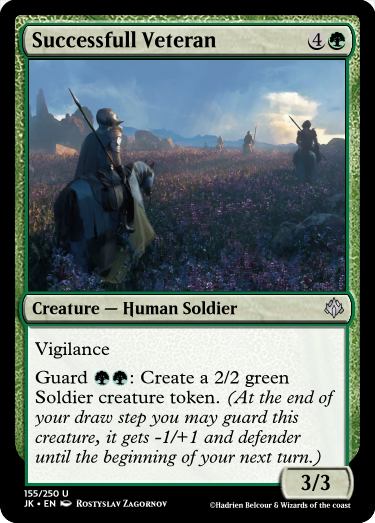 Successfull Veteran 4
Creature — Human Soldier
Vigilance
Guard : Create a 2/2 green
Soldier creature token. (At the end of
your draw step you may guard this
creature, it gets -1/+1 and defender
until the beginning of your next turn.)
3/3
155/250 U
JK • EN Rostyslav Zagornov
©Hadrien Belcour & Wizards of the coast